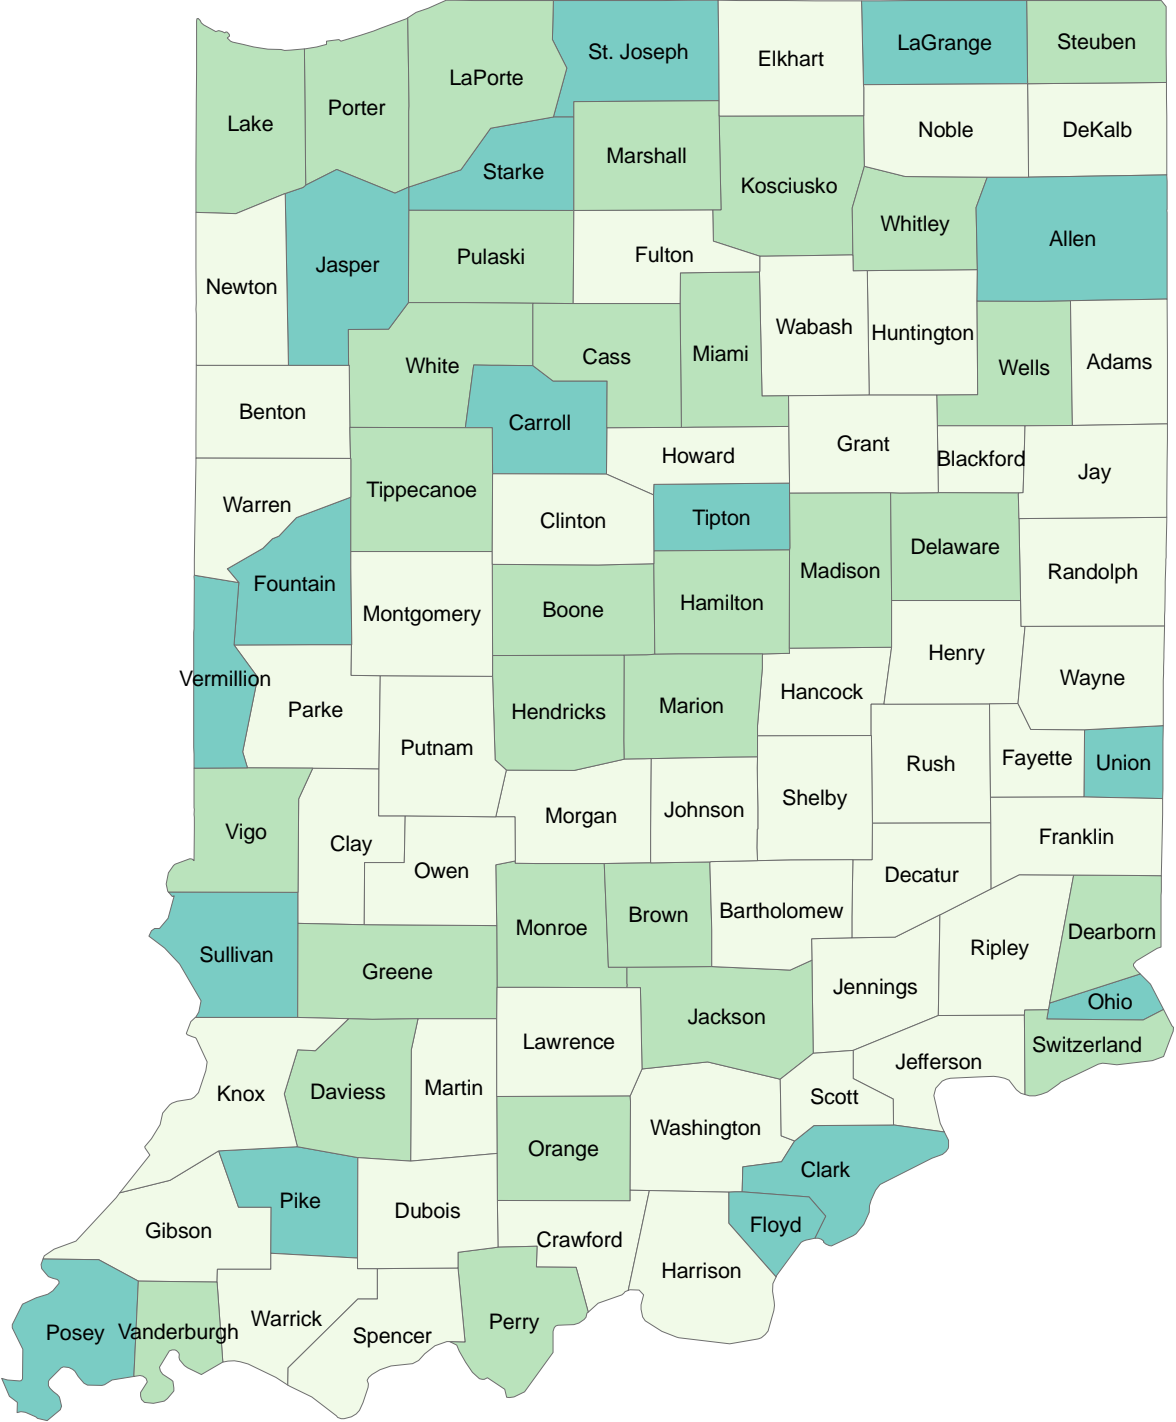 St. Joseph
LaGrange
Steuben
Elkhart
LaPorte
Porter
Lake
Noble
DeKalb
Marshall
Starke
Kosciusko
Whitley
Allen
Fulton
Pulaski
Jasper
Newton
Wabash
Huntington
Miami
Cass
White
Wells
Adams
Benton
Carroll
Grant
Howard
Blackford
Jay
Tippecanoe
Warren
Clinton
Tipton
Delaware
Madison
Randolph
Fountain
Hamilton
Boone
Montgomery
Henry
Vermillion
Wayne
Hancock
Marion
Hendricks
Parke
Putnam
Fayette
Union
Rush
Shelby
Johnson
Morgan
Vigo
Franklin
Clay
Owen
Decatur
Bartholomew
Brown
Monroe
Dearborn
Ripley
Sullivan
Greene
Jennings
Ohio
Jackson
Lawrence
Switzerland
Jefferson
Martin
Daviess
Knox
Scott
Washington
Orange
Clark
Pike
Dubois
Floyd
Gibson
Crawford
Harrison
Warrick
Perry
Posey
Vanderburgh
Spencer